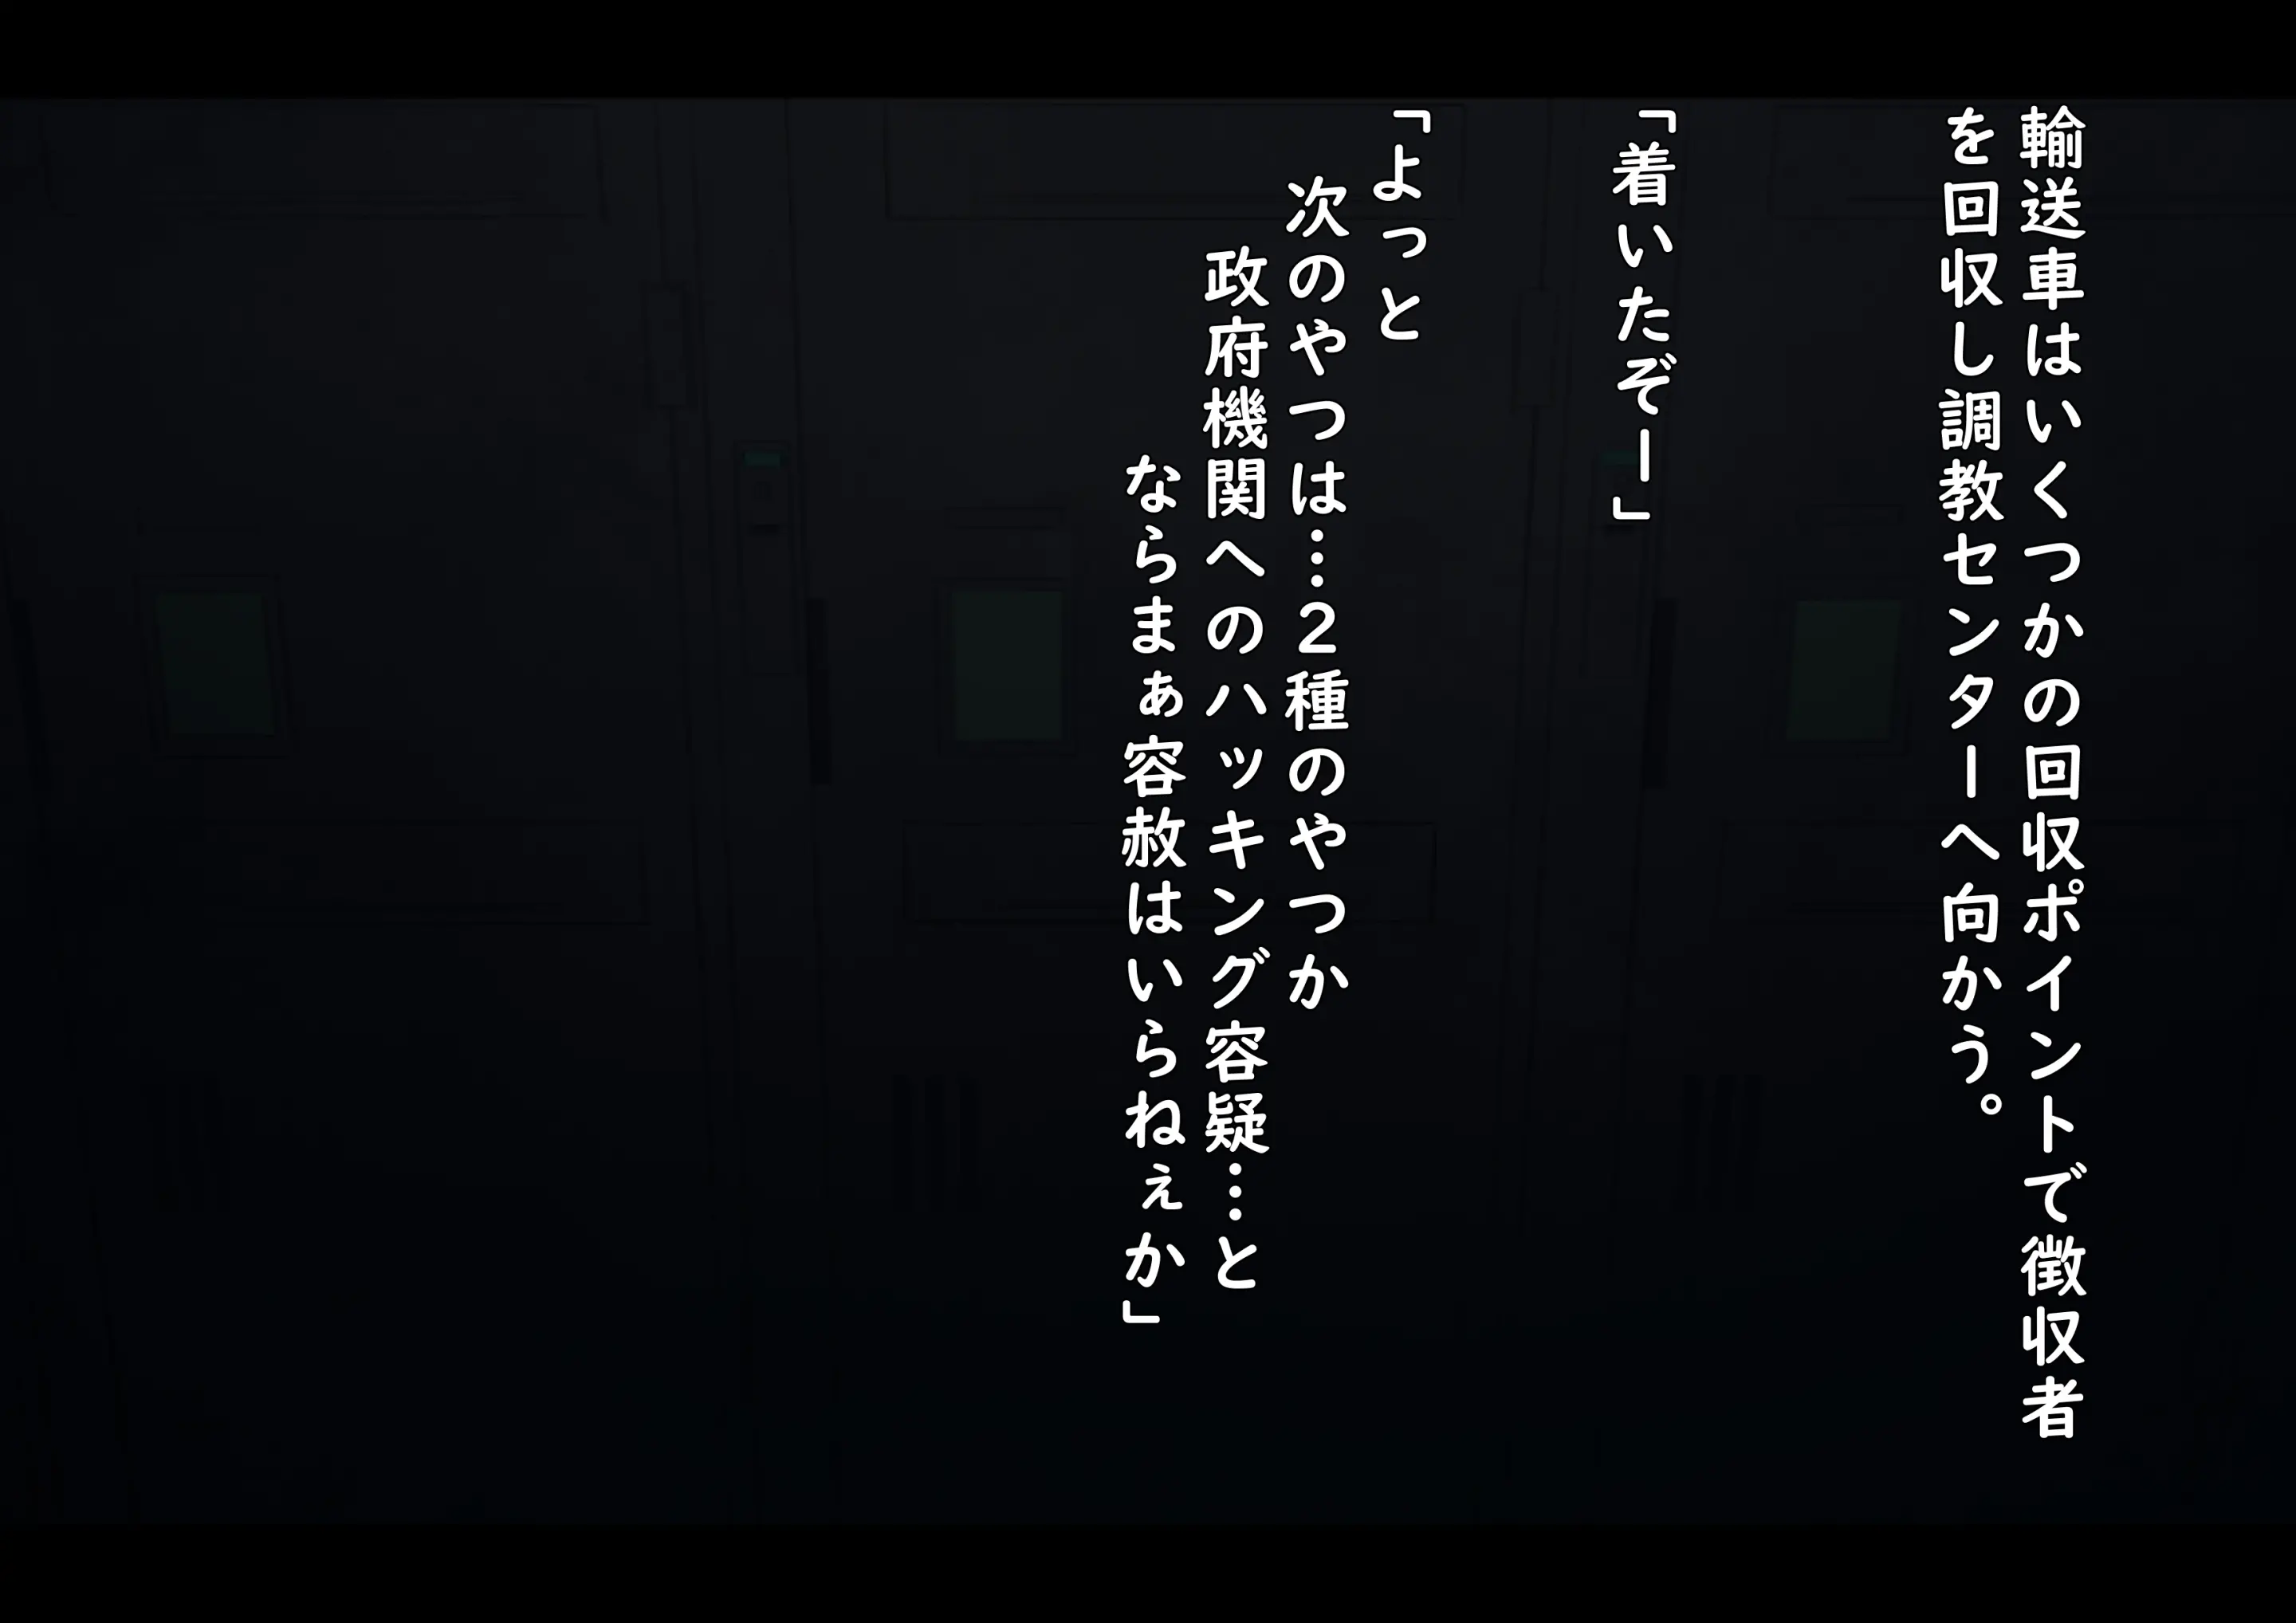 輸送車はいくつかの回収ポイントで徴収者
を回収し調教センターへ向かう。
「着いたぞー」
「よっと
次のやつは…２種のやつか
政府機関へのハッキング容疑…と
ならまぁ容赦はいらねぇか」